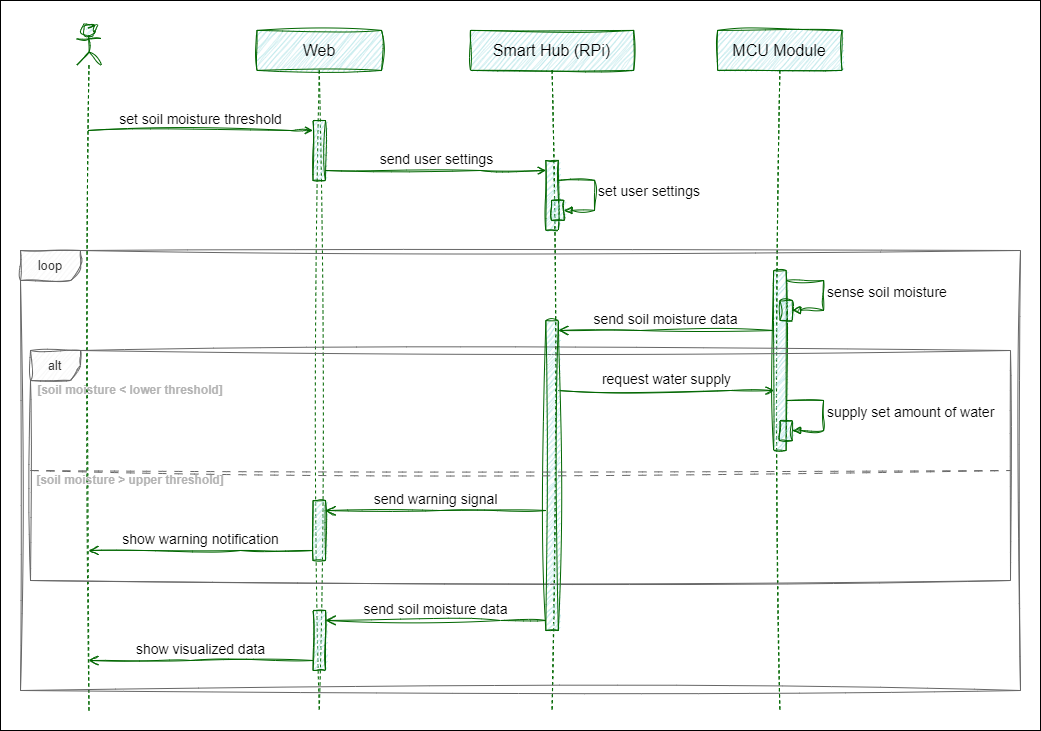 Web
Smart Hub (RPi)
MCU Module
set soil moisture threshold
send user settings
set user settings
loop
sense soil moisture
send soil moisture data
alt
[soil moisture < lower threshold]
request water supply
supply set amount of water
[soil moisture > upper threshold]
send warning signal
show warning notification
send soil moisture data
show visualized data